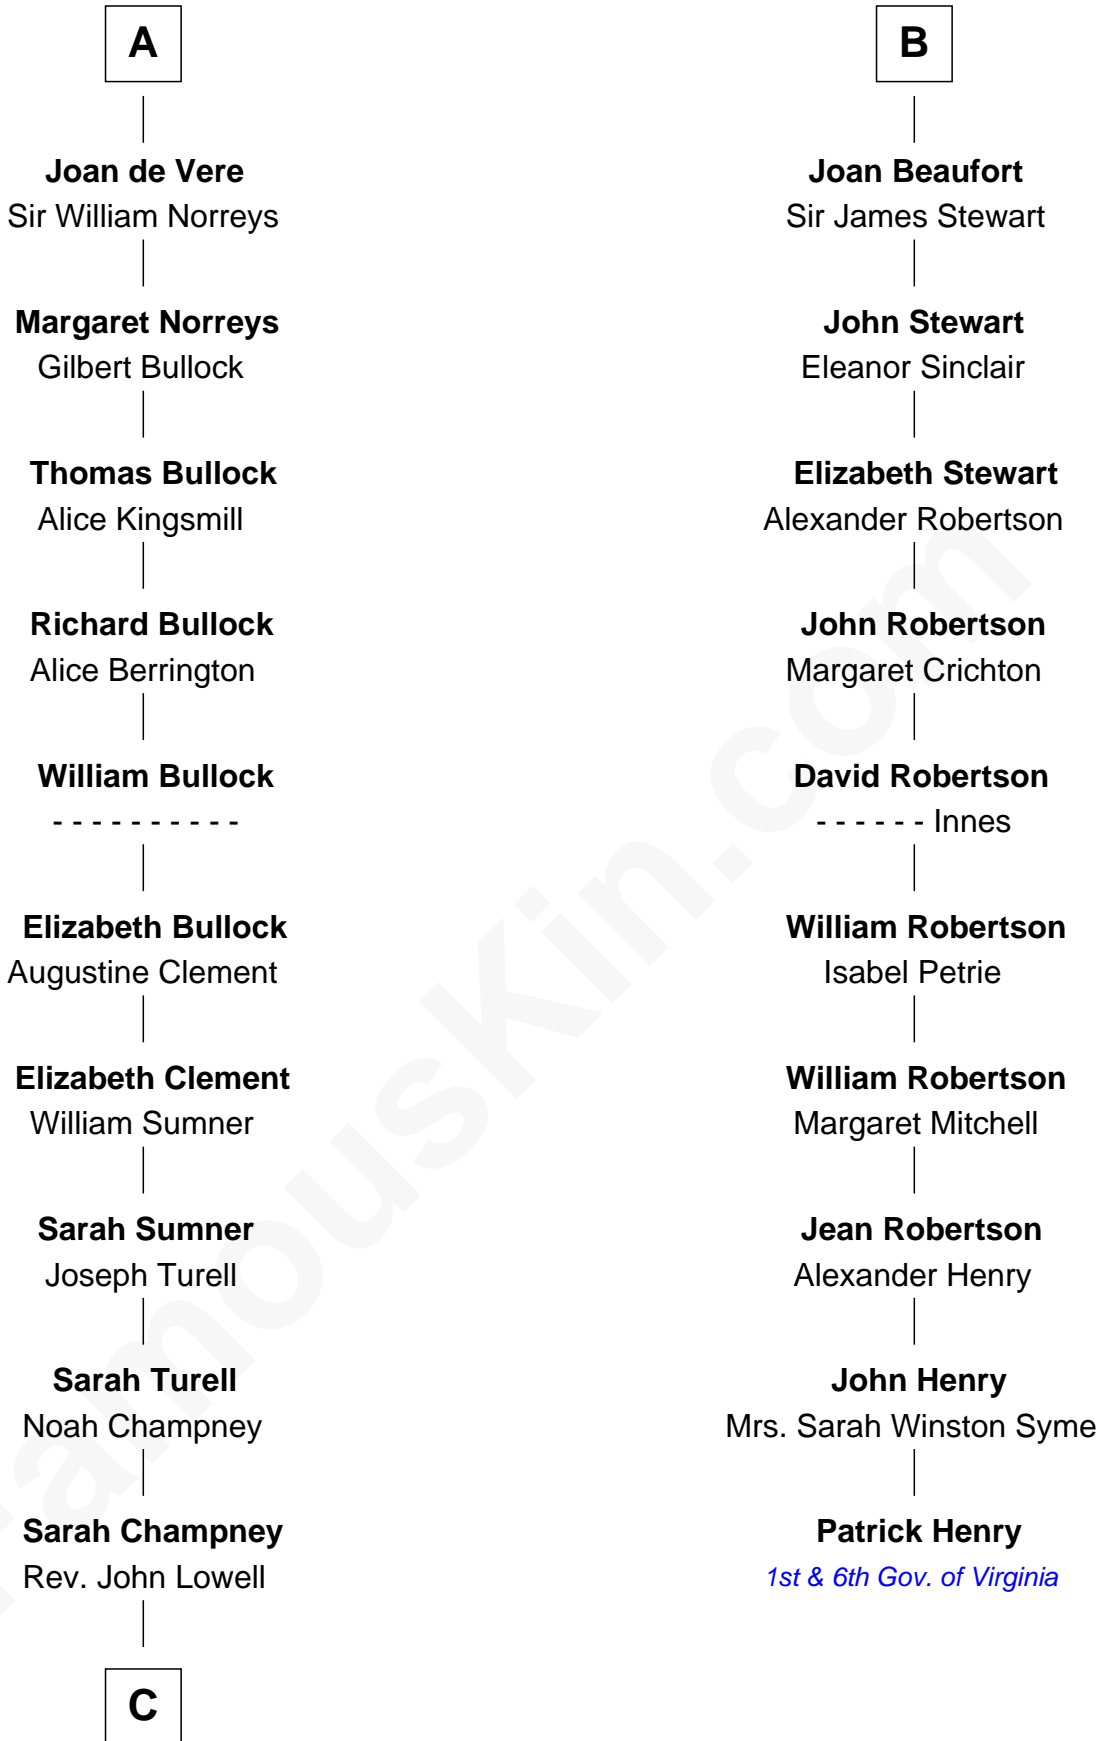 A
Joan de Vere
Sir William Norreys
Margaret Norreys
Gilbert Bullock
Thomas Bullock
Alice Kingsmill
Richard Bullock
Alice Berrington
William Bullock
- - - - - - - - - -
Elizabeth Bullock
Augustine Clement
Elizabeth Clement
William Sumner
Sarah Sumner
Joseph Turell
Sarah Turell
Noah Champney
Sarah Champney
Rev. John Lowell
C
B
Joan Beaufort
Sir James Stewart
John Stewart
Eleanor Sinclair
Elizabeth Stewart
Alexander Robertson
John Robertson
Margaret Crichton
David Robertson
- - - - - - Innes
William Robertson
Isabel Petrie
William Robertson
Margaret Mitchell
Jean Robertson
Alexander Henry
John Henry
Mrs. Sarah Winston Syme
Patrick Henry
1st & 6th Gov. of Virginia
FamousKin.com